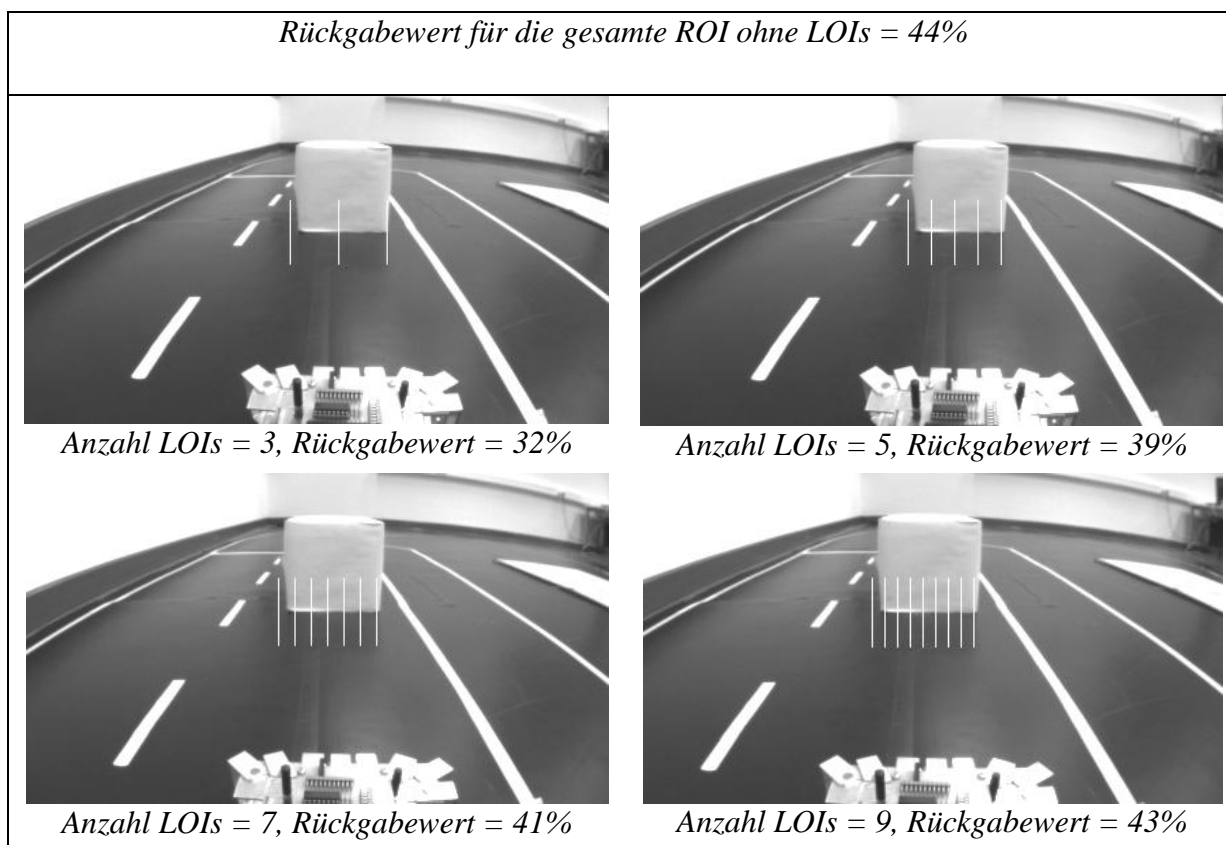 Rückgabewert für die gesamte ROI ohne LOIs = 44%
Anzahl LOIs = 3, Rückgabewert = 32%
Anzahl LOIs = 5, Rückgabewert = 39%
Anzahl LOIs = 7, Rückgabewert = 41%
Anzahl LOIs = 9, Rückgabewert = 43%